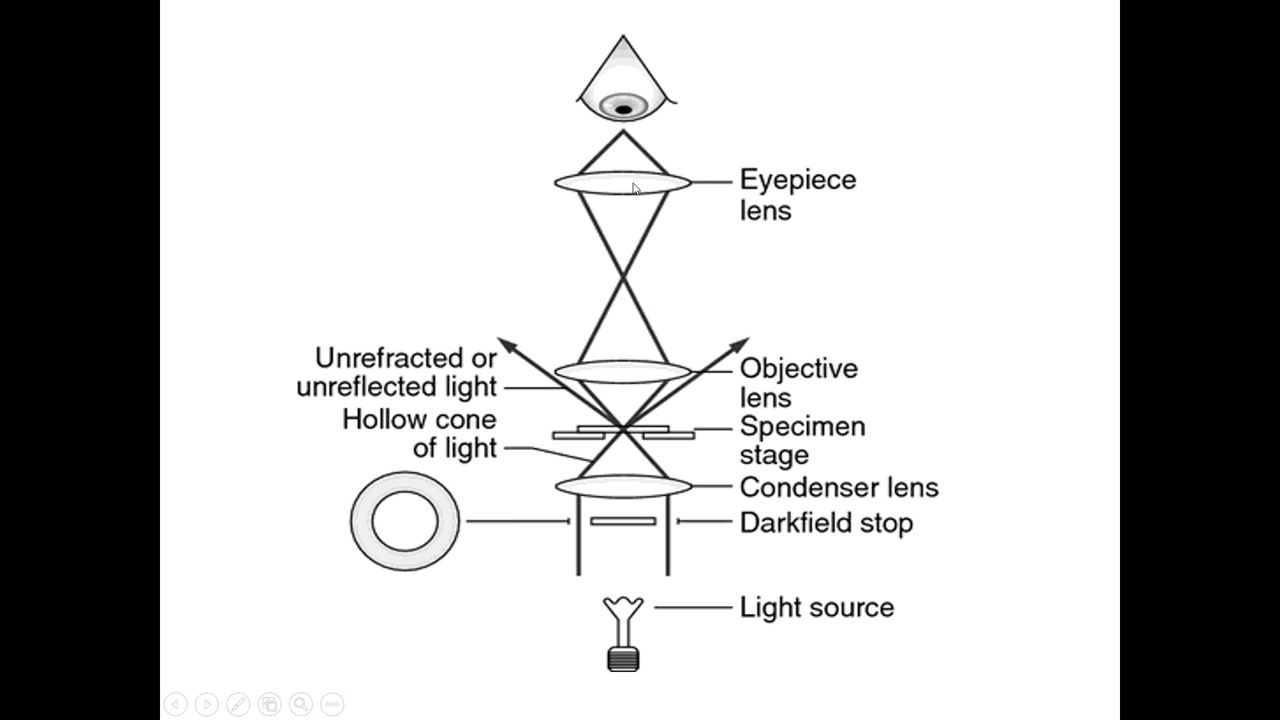 Eyepiece
lens
Unrefracted or
unreflected light
Hollow cone
of light
Objective
lens
Specimen
stage
Condenser lens
Darkfield stop
Light source